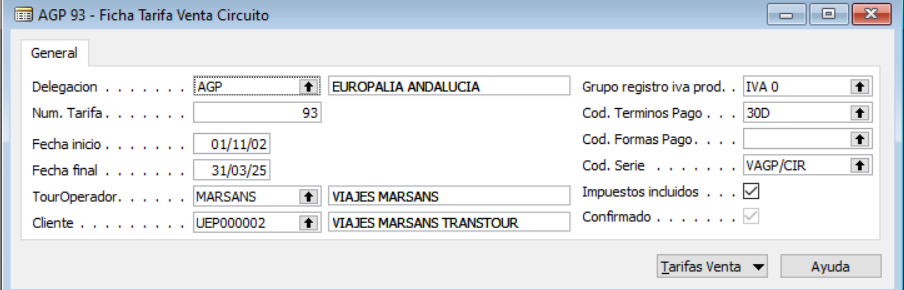 AGP 93 - Ficha Tarifa Venta Circuito
General
Delegacion . . . . . . . AGP EUROPALIA ANDALUCIA
Num. Tarifa . . . . . . . 93
Fecha inicio . . . . . . . 01/11/02
Fecha final . . . . . . . 31/03/25
TourOperador. . . . . . MARSANS VIAJES MARSANS
Cliente . . . . . . . . . UEP000002 VIAJES MARSANS TRANSTOUR
Grupo registro iva prod. . IVA 0
Cod. Terminos Pago . . . 30D
Cod. Formas Pago . . . .
Cod. Serie . . . . . . . VAGP/CIR
Impuestos incluidos . . .
Confirmado . . . . . . .
Tarifas Venta
Ayuda